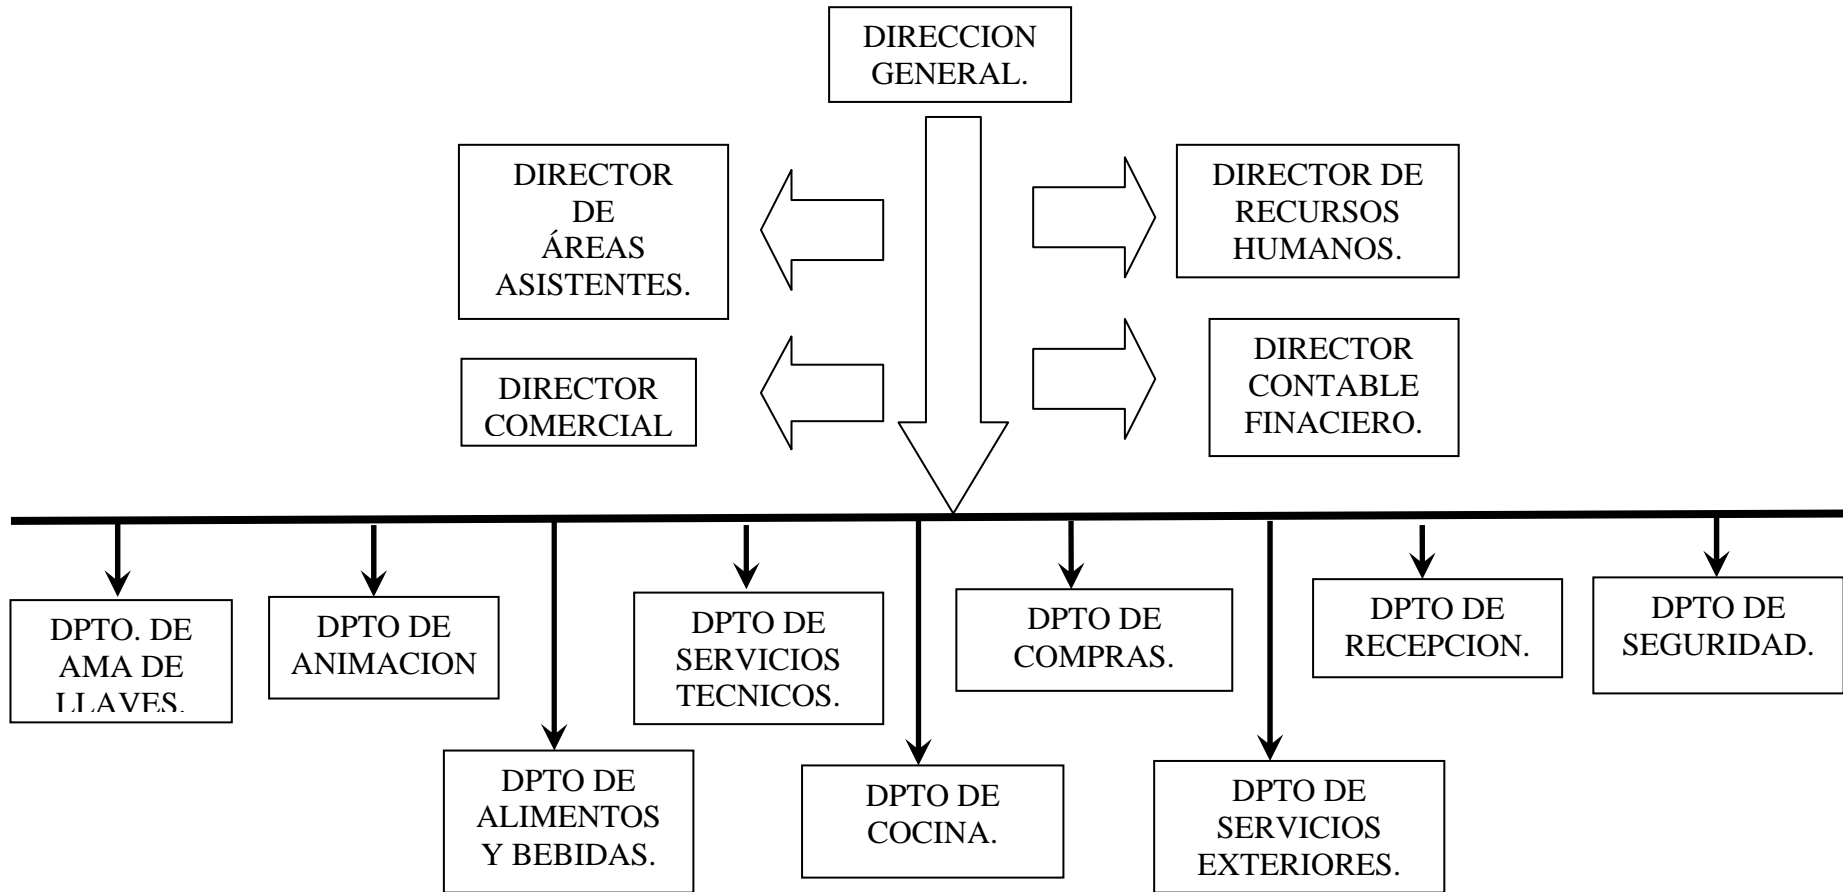 DIRECCION
GENERAL.
DIRECTOR
DE
ÁREAS
ASISTENTES.
DIRECTOR DE
RECURSOS
HUMANOS.
DIRECTOR
COMERCIAL
DIRECTOR
CONTABLE
FINACIERO.
DPTO. DE
AMA DE
LLAVES.
DPTO DE
ANIMACION
DPTO DE
SERVICIOS
TECNICOS.
DPTO DE
COMPRAS.
DPTO DE
RECEPCION.
DPTO DE
SEGURIDAD.
DPTO DE
ALIMENTOS
Y BEBIDAS.
DPTO DE
COCINA.
DPTO DE
SERVICIOS
EXTERIORES.